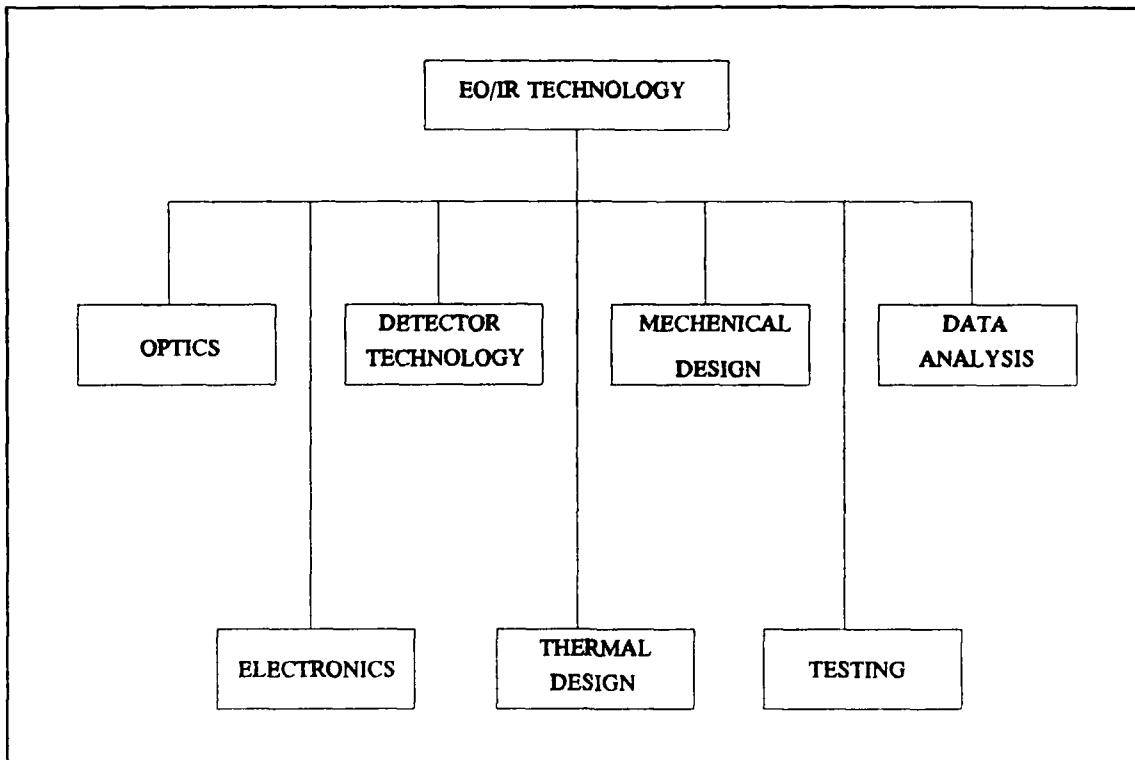 EO/IR TECHNOLOGY
OPTICS
DETECTOR
TECHNOLOGY
MECHENICAL
DESIGN
DATA
ANALYSIS
ELECTRONICS
THERMAL
DESIGN
TESTING